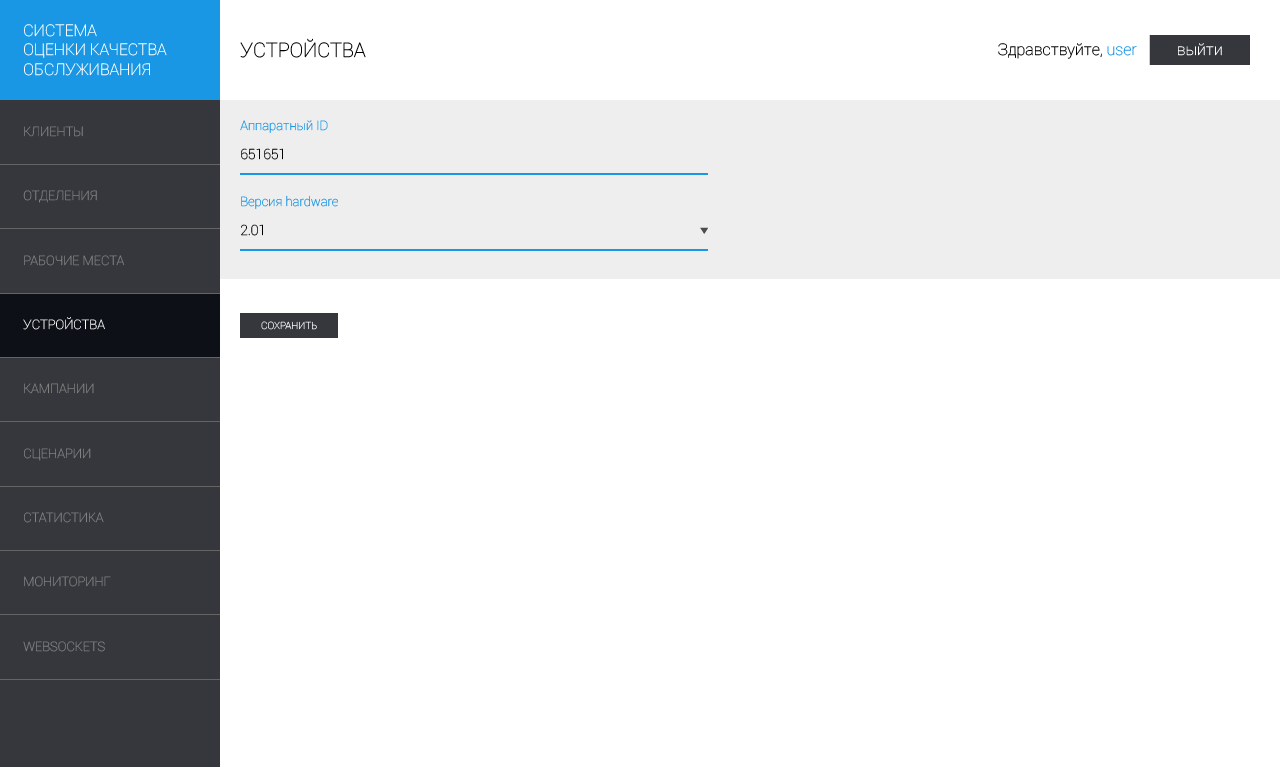 СИСТЕМА
ОЦЕНКИ КАЧЕСТВА
ОБСЛУЖИВАНИЯ
УСТРОЙСТВА
Здравствуйте, user
ВЫЙТИ
КЛИЕНТЫ
ОТДЕЛЕНИЯ
РАБОЧИЕ МЕСТА
УСТРОЙСТВА
КАМПАНИИ
СЦЕНАРИИ
СТАТИСТИКА
МОНИТОРИНГ
WEBSOCKETS
Аппаратный ID
651651
Версия hardware
2.01
СОХРАНИТЬ